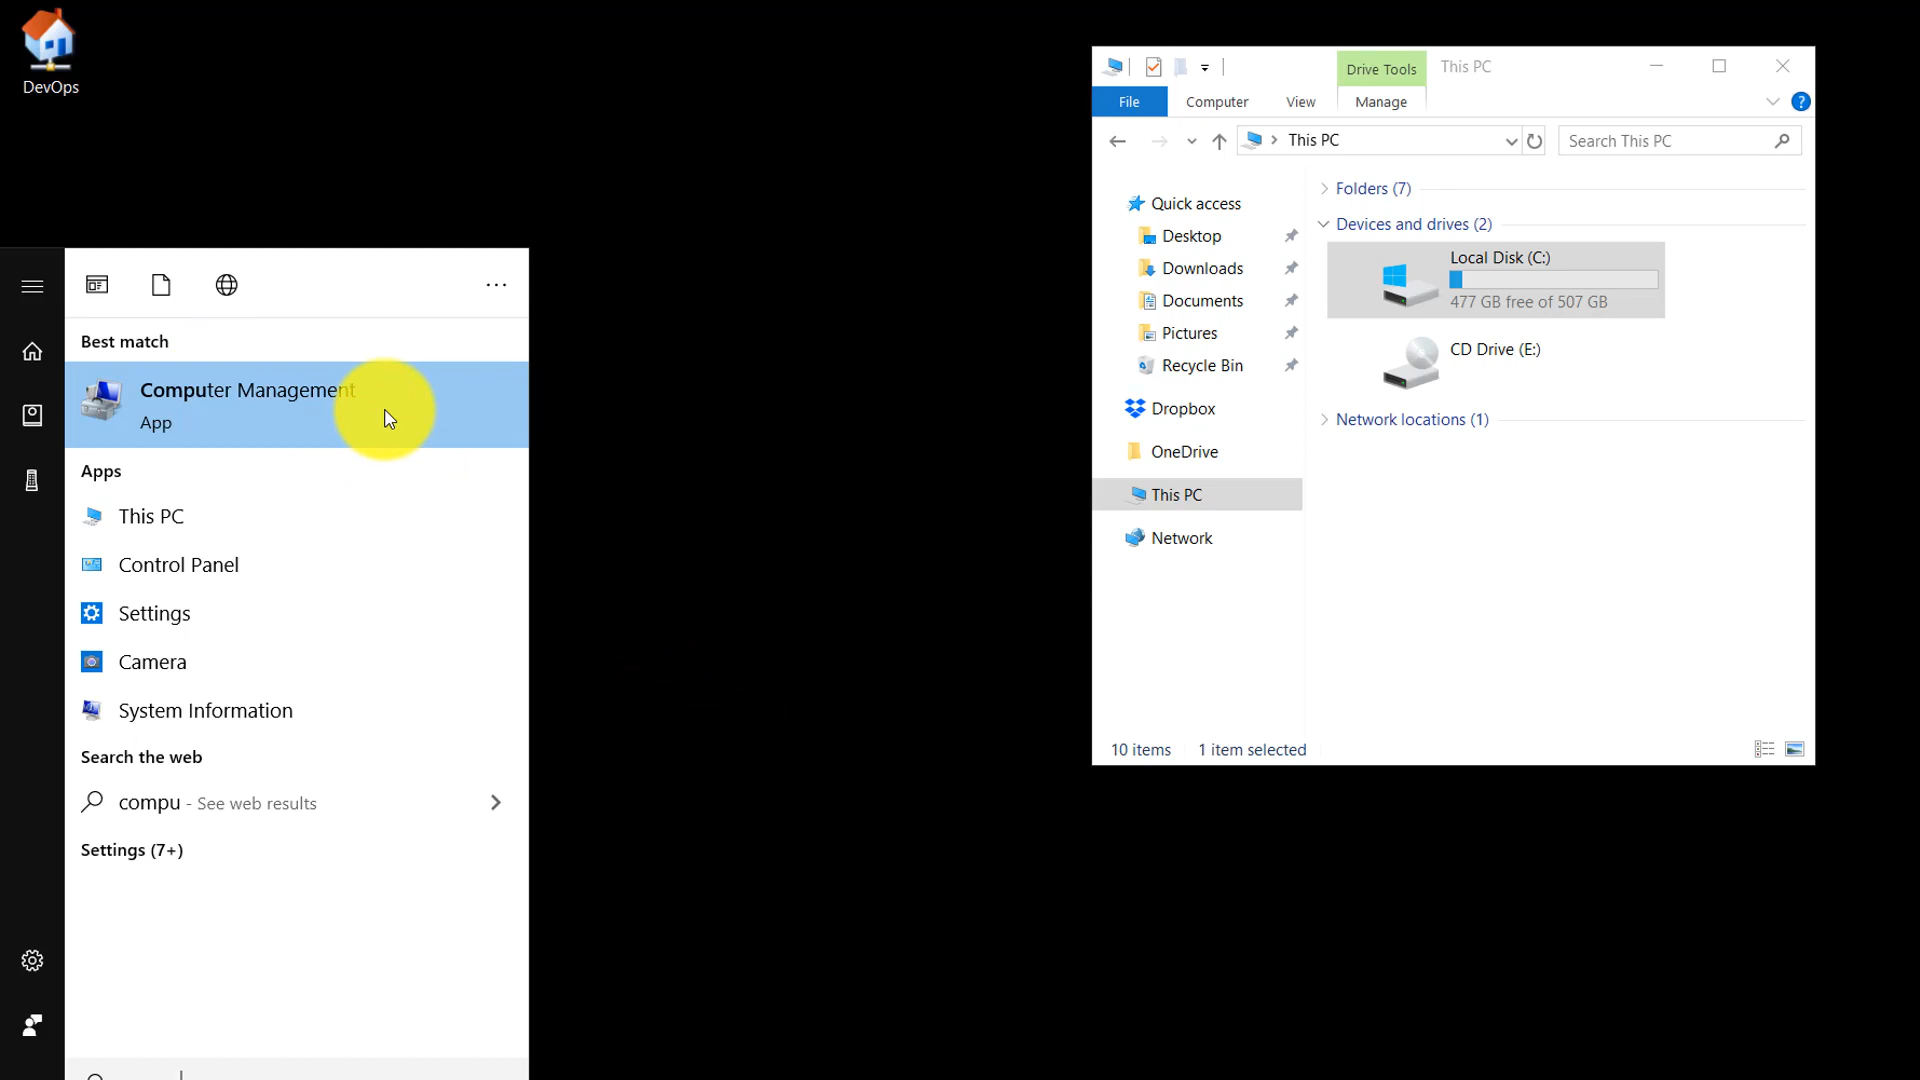 DevOps
Best match
Computer Management
App
Apps
This PC
Control Panel
Settings
Camera
System Information
Search the web
compu - See web results
Settings (7+)
Drive Tools
This PC
File
Computer
View
Manage
?
This PC
Search This PC
Quick access
Desktop
Downloads
Documents
Pictures
Recycle Bin
Dropbox
OneDrive
This PC
Network
Folders (7)
Devices and drives (2)
Local Disk (C:)
477 GB free of 507 GB
CD Drive (E:)
Network locations (1)
10 items
1 item selected